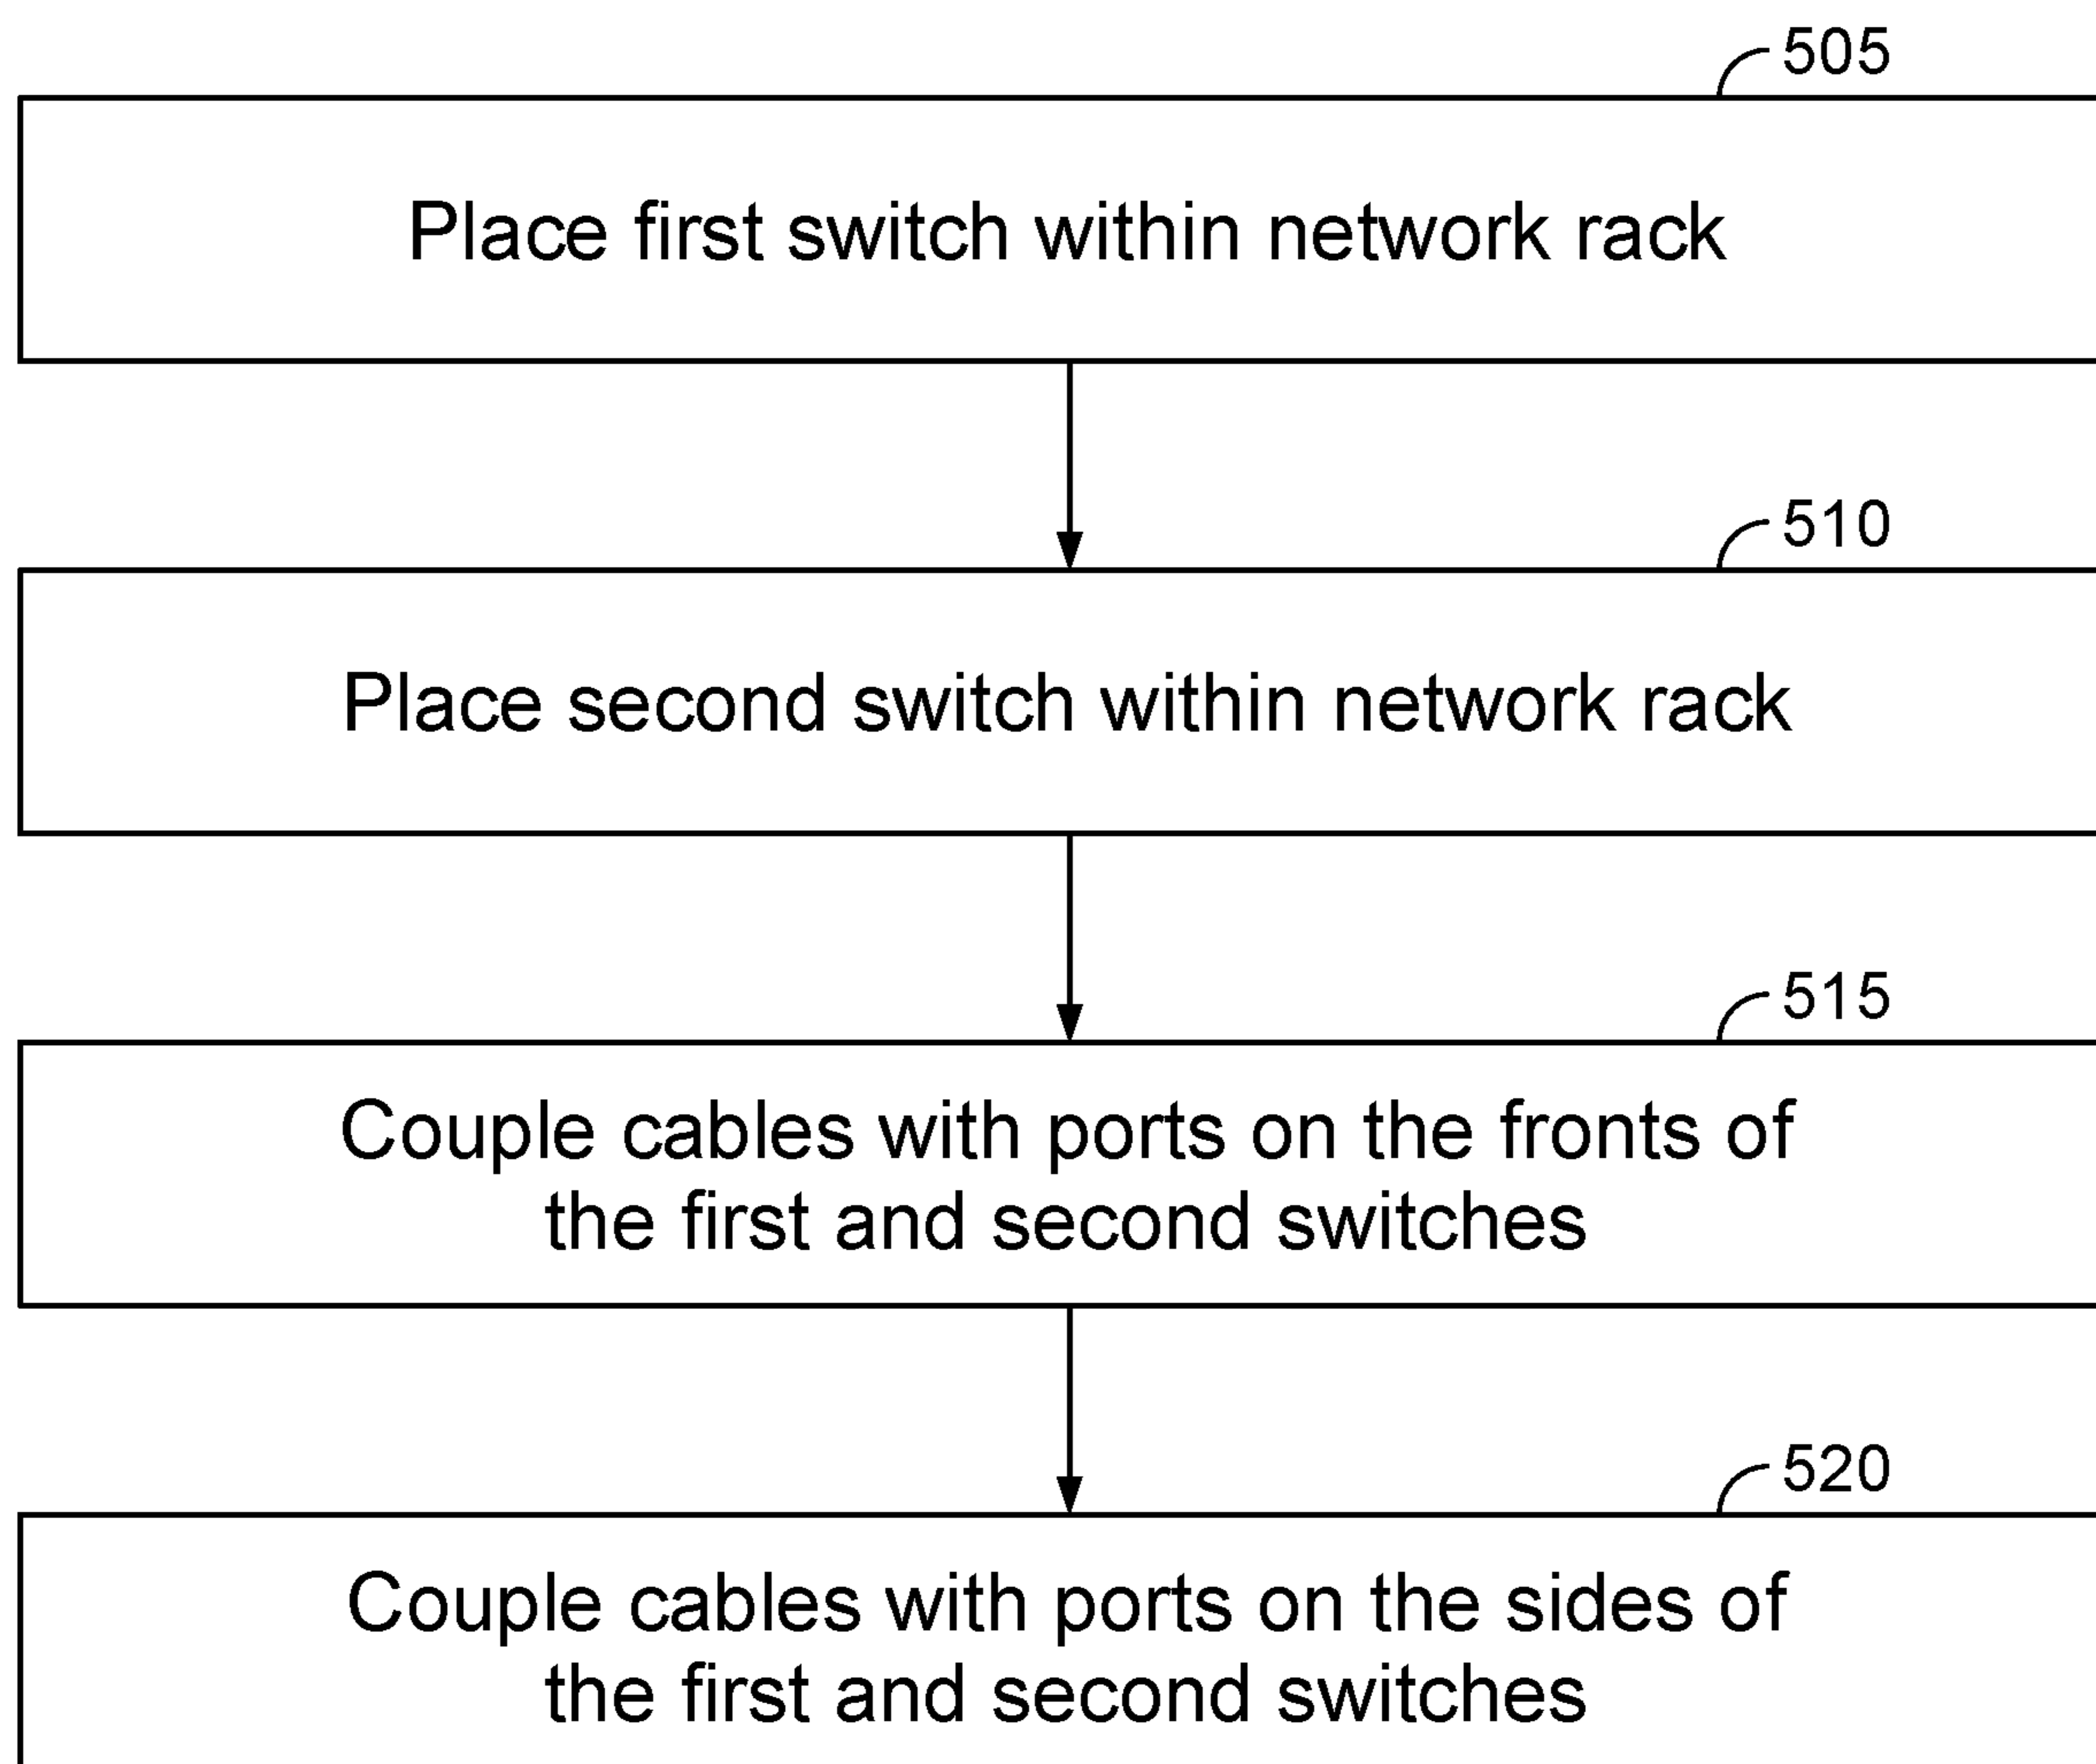 505
Place first switch within network rack
510
Place second switch within network rack
515
Couple cables with ports on the fronts of
the first and second switches
520
Couple cables with ports on the sides of
the first and second switches